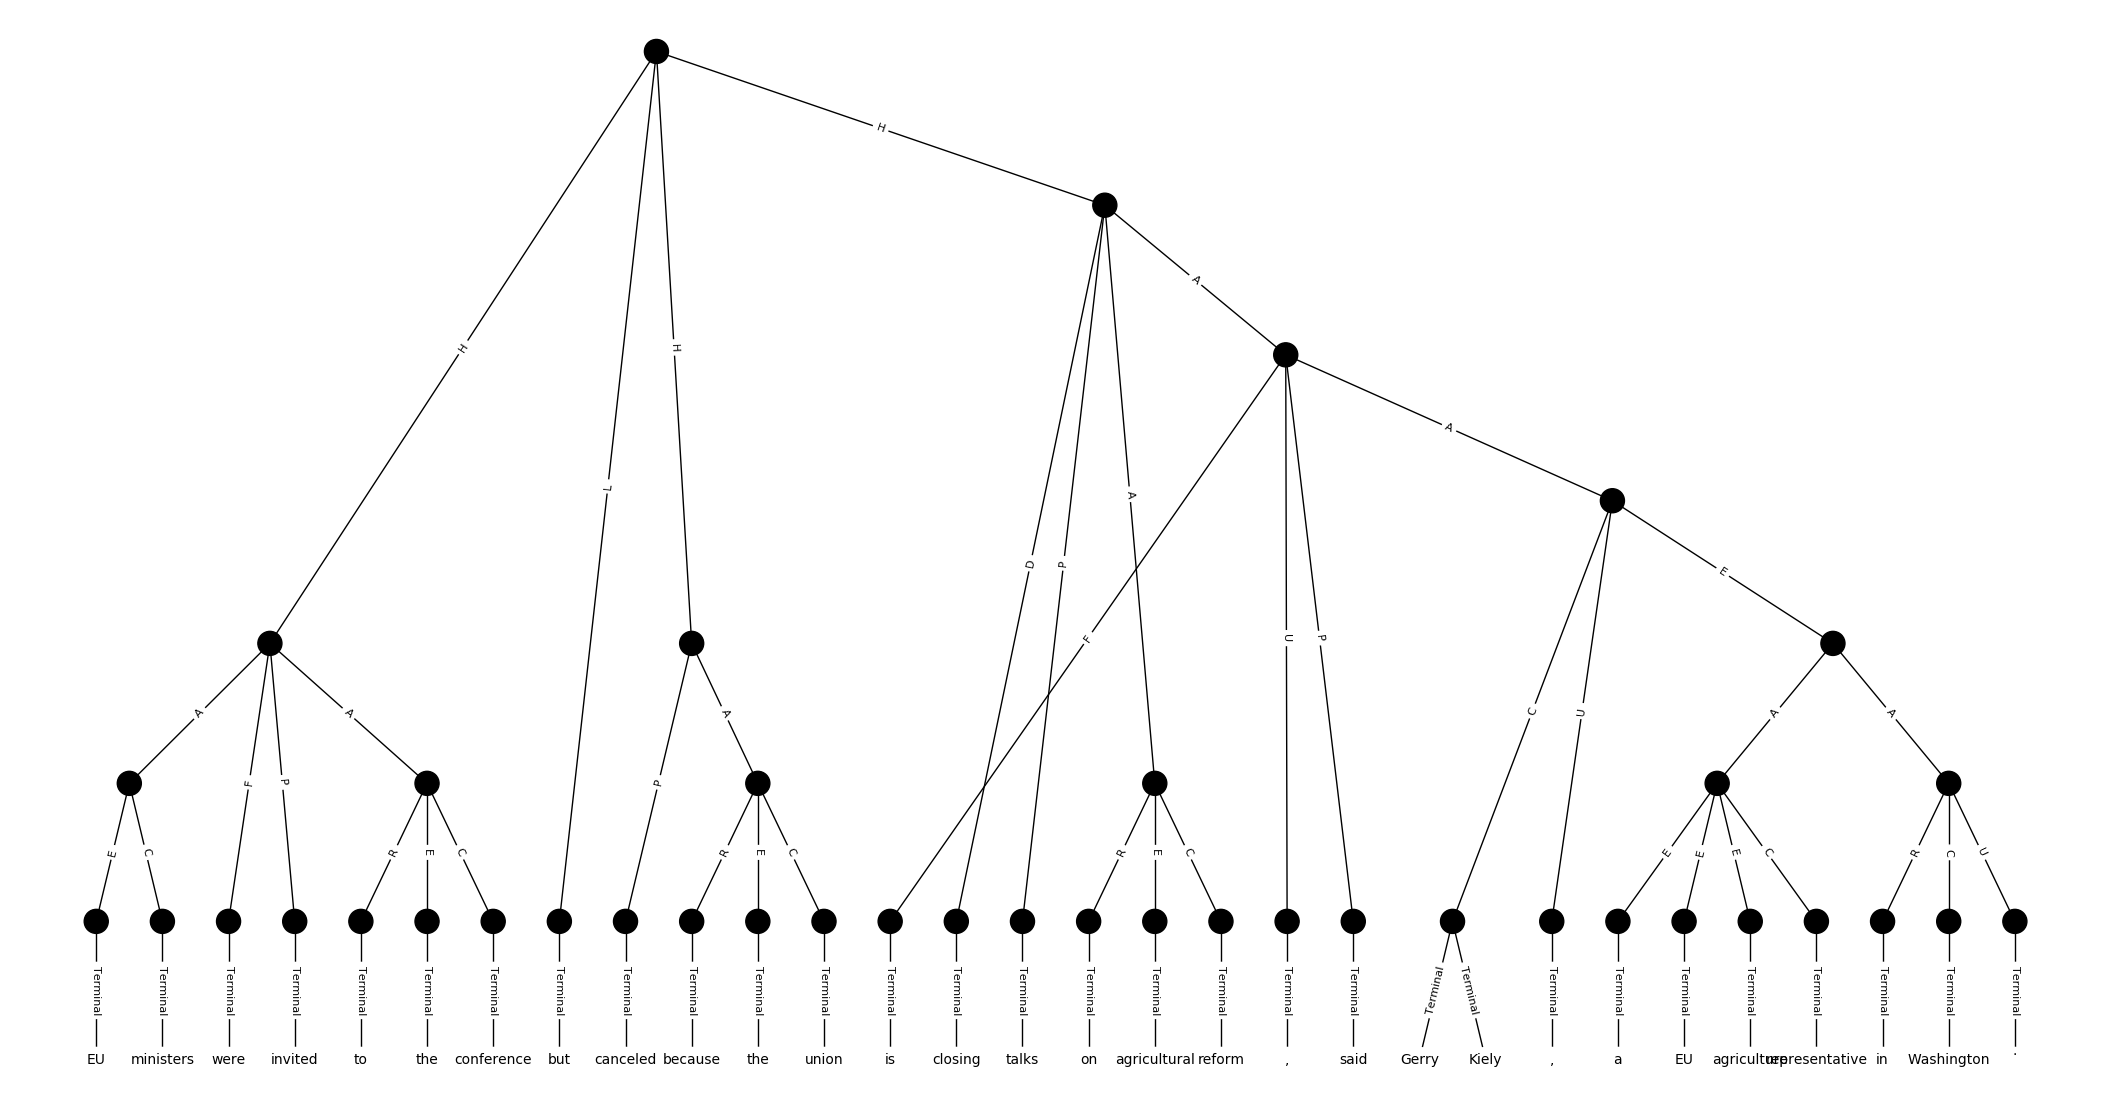 H
H
H
A
L
A
D
P
A
F
U
P
E
C
U
A
A
A
A
A
F
P
P
E
C
R
E
C
R
E
C
R
E
C
E
E
E
C
R
C
U
Terminal Terminal Terminal Terminal Terminal Terminal Terminal Terminal Terminal Terminal Terminal Terminal Terminal Terminal Terminal Terminal Terminal Terminal Terminal Terminal Terminal Terminal Terminal Terminal Terminal Terminal Terminal Terminal Terminal Terminal
EU ministers were invited to the conference but canceled because the union is closing talks on agricultural reform , said Gerry Kiely , a EU agriculture representative in Washington .